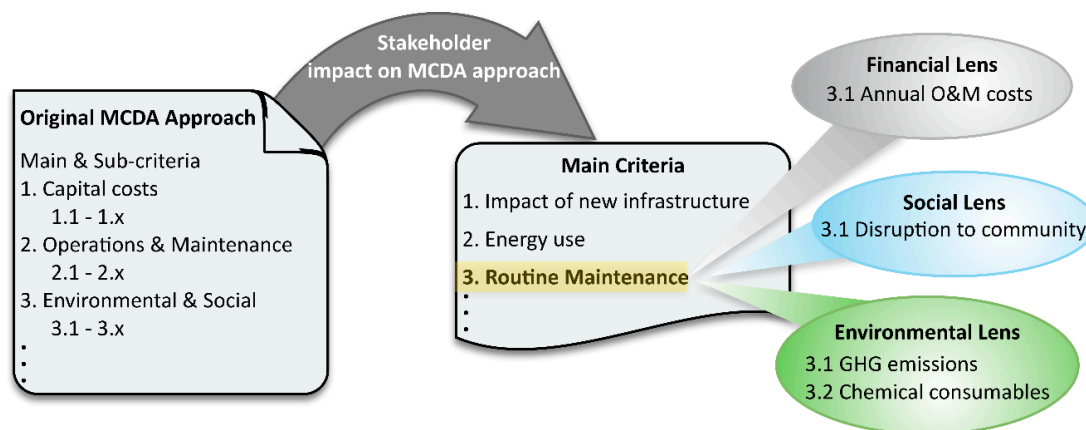 Stakeholder
impact on MCDA approach
Original MCDA Approach
Main & Sub-criteria
1. Capital costs
1.1 - 1.x
2. Operations & Maintenance
2.1 - 2.x
3. Environmental & Social
3.1 - 3.x
Main Criteria
1. Impact of new infrastructure
2. Energy use
3. Routine Maintenance
Financial Lens
3.1 Annual O&M costs
Social Lens
3.1 Disruption to community
Environmental Lens
3.1 GHG emissions
3.2 Chemical consumables